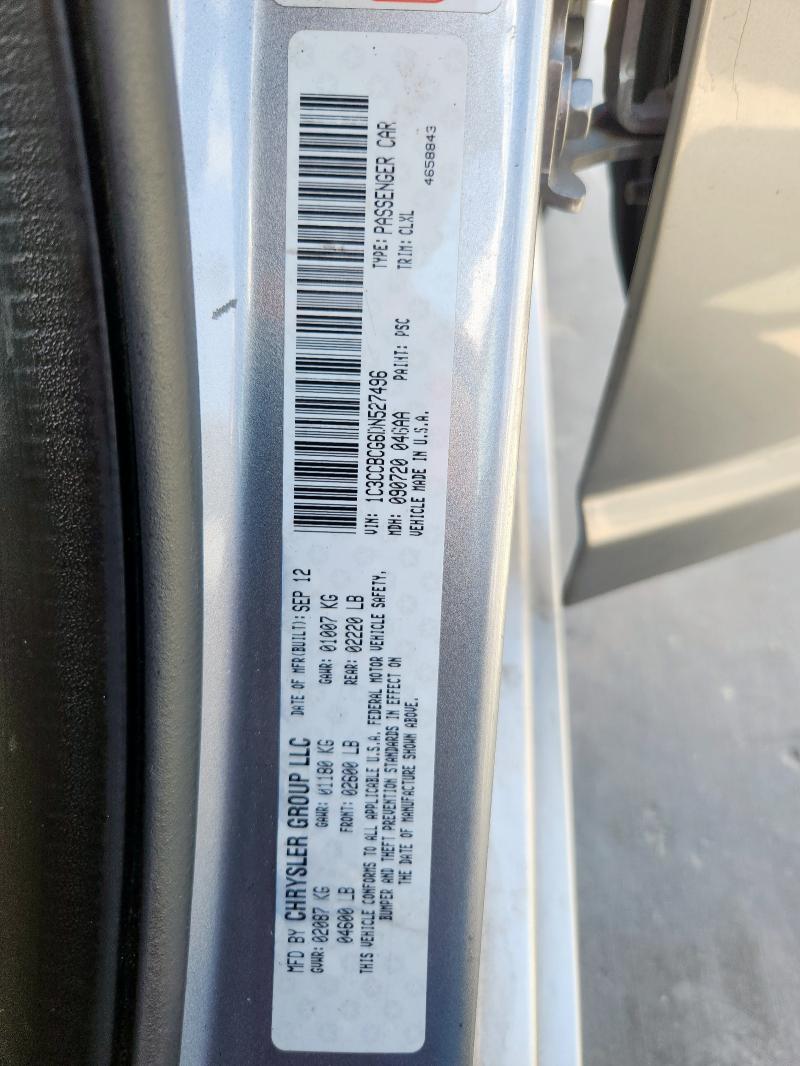 MFD BY CHRYSLER GROUP LLC DATE OF MFR(BUILT): SEP 12
GVWR: 02087 KG GAWR: 01180 KG GAWR: 01007 KG
04600 LB FRONT: 02600 LB REAR: 02220 LB
THIS VEHICLE CONFORMS TO ALL APPLICABLE U.S.A. FEDERAL MOTOR VEHICLE SAFETY,
BUMPER AND THEFT PREVENTION STANDARDS IN EFFECT ON
THE DATE OF MANUFACTURE SHOWN ABOVE.
VIN: 1C3CCBCG6DN527496 TYPE: PASSENGER CAR
MDH: 090720 046AA PAINT: PSC TRIM: CLXL
VEHICLE MADE IN U.S.A. 4658843